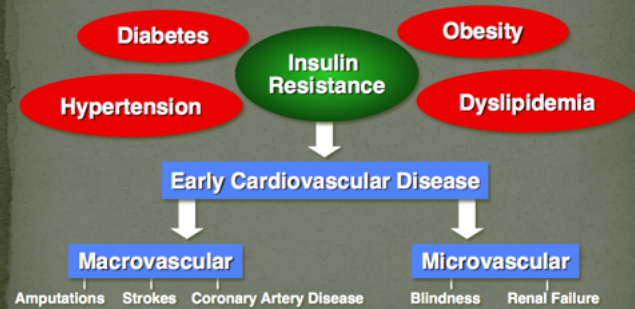 Diabetes
Obesity
Insulin
Resistance
Hypertension
Dyslipidemia
Early Cardiovascular Disease
Macrovascular
Microvascular
Amputations Strokes Coronary Artery Disease Blindness Renal Failure